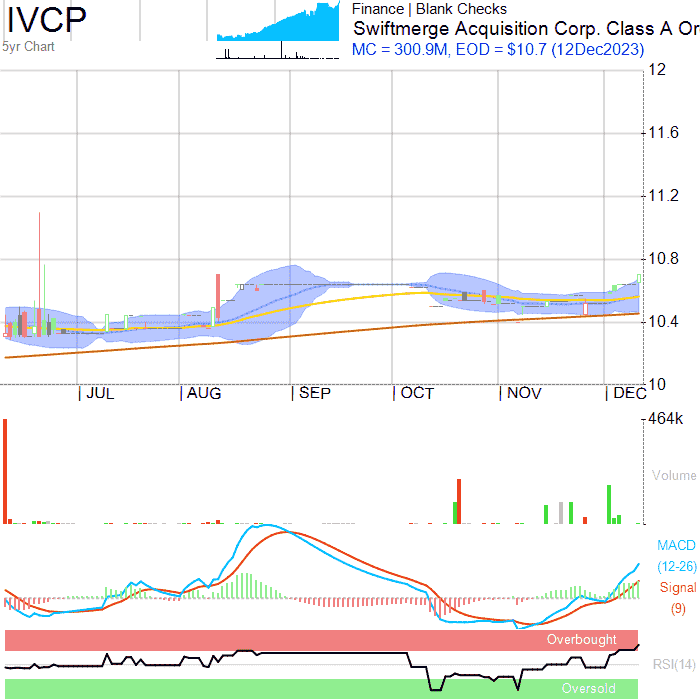 IVCP
5yr Chart
Finance | Blank Checks
Swiftmerge Acquisition Corp. Class A Or
MC = 300.9M, EOD = $10.7 (12Dec2023)
12
11.6
11.2
10.8
10.4
10
JUL AUG SEP OCT NOV DEC
464k
Volume
MACD
(12-26)
Signal
(9)
Overbought
RSI(14)
Oversold